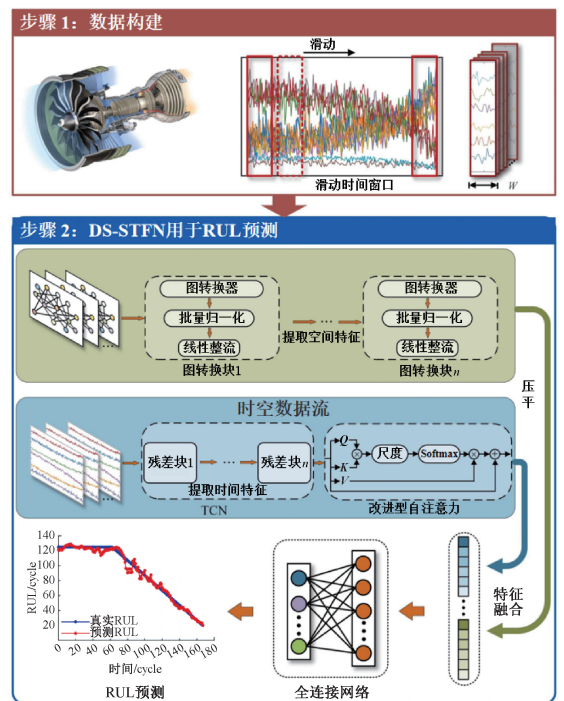 步骤 1：数据构建
滑动
滑动时间窗口
W
步骤 2：DS-STFN用于RUL预测
图转换器
批量归一化
线性整流
图转换块1
提取空间特征
图转换器
批量归一化
线性整流
图转换块n
压平
时空数据流
残差块1
残差块n
提取时间特征
TCN
Q
K
V
尺度
Softmax
改进型自注意力
特征
融合
RUL/cycle
140
120
100
80
60
40
20
真实RUL
预测RUL
0 20 40 60 80 100 120 140 160 180
时间/cycle
RUL预测
全连接网络